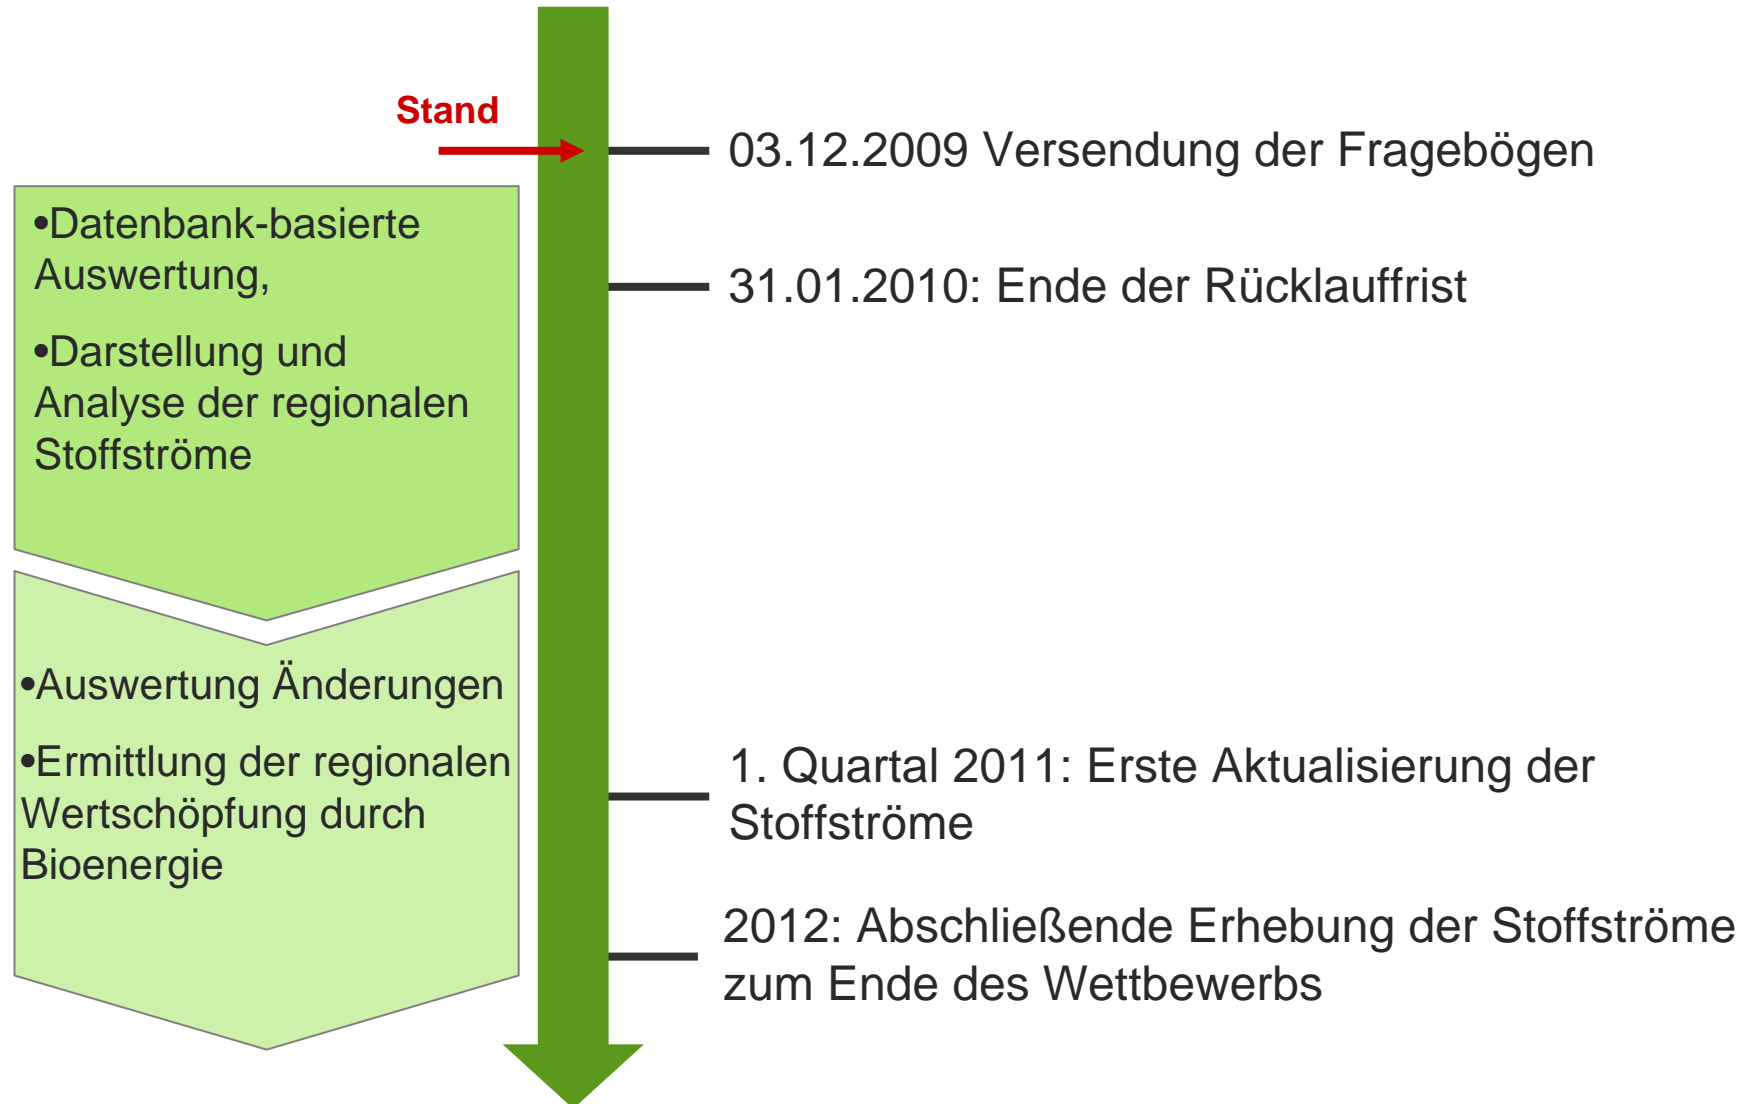 Stand
03.12.2009 Versendung der Fragebögen
•Datenbank-basierte
Auswertung,
•Darstellung und
Analyse der regionalen
Stoffströme
31.01.2010: Ende der Rücklauffrist
•Auswertung Änderungen
•Ermittlung der regionalen
Wertschöpfung durch
Bioenergie
1. Quartal 2011: Erste Aktualisierung der
Stoffströme
2012: Abschließende Erhebung der Stoffströme
zum Ende des Wettbewerbs